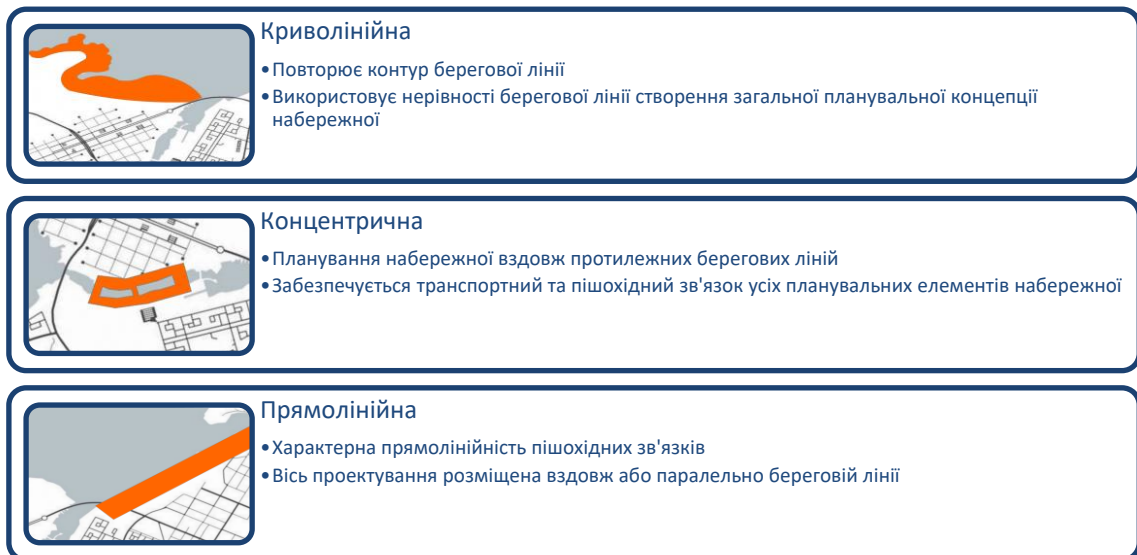 Криволінійна
•Повторює контур берегової лінії
•Використовує нерівності берегової лінії створення загальної планувальної концепції
набережної
Концентрична
•Планування набережної вздовж протилежних берегових ліній
•Забезпечується транспортний та пішохідний зв'язок усіх планувальних елементів набережної
Прямолінійна
•Характерна прямолінійність пішохідних зв'язків
•Вісь проектування розміщена вздовж або паралельно береговій лінії